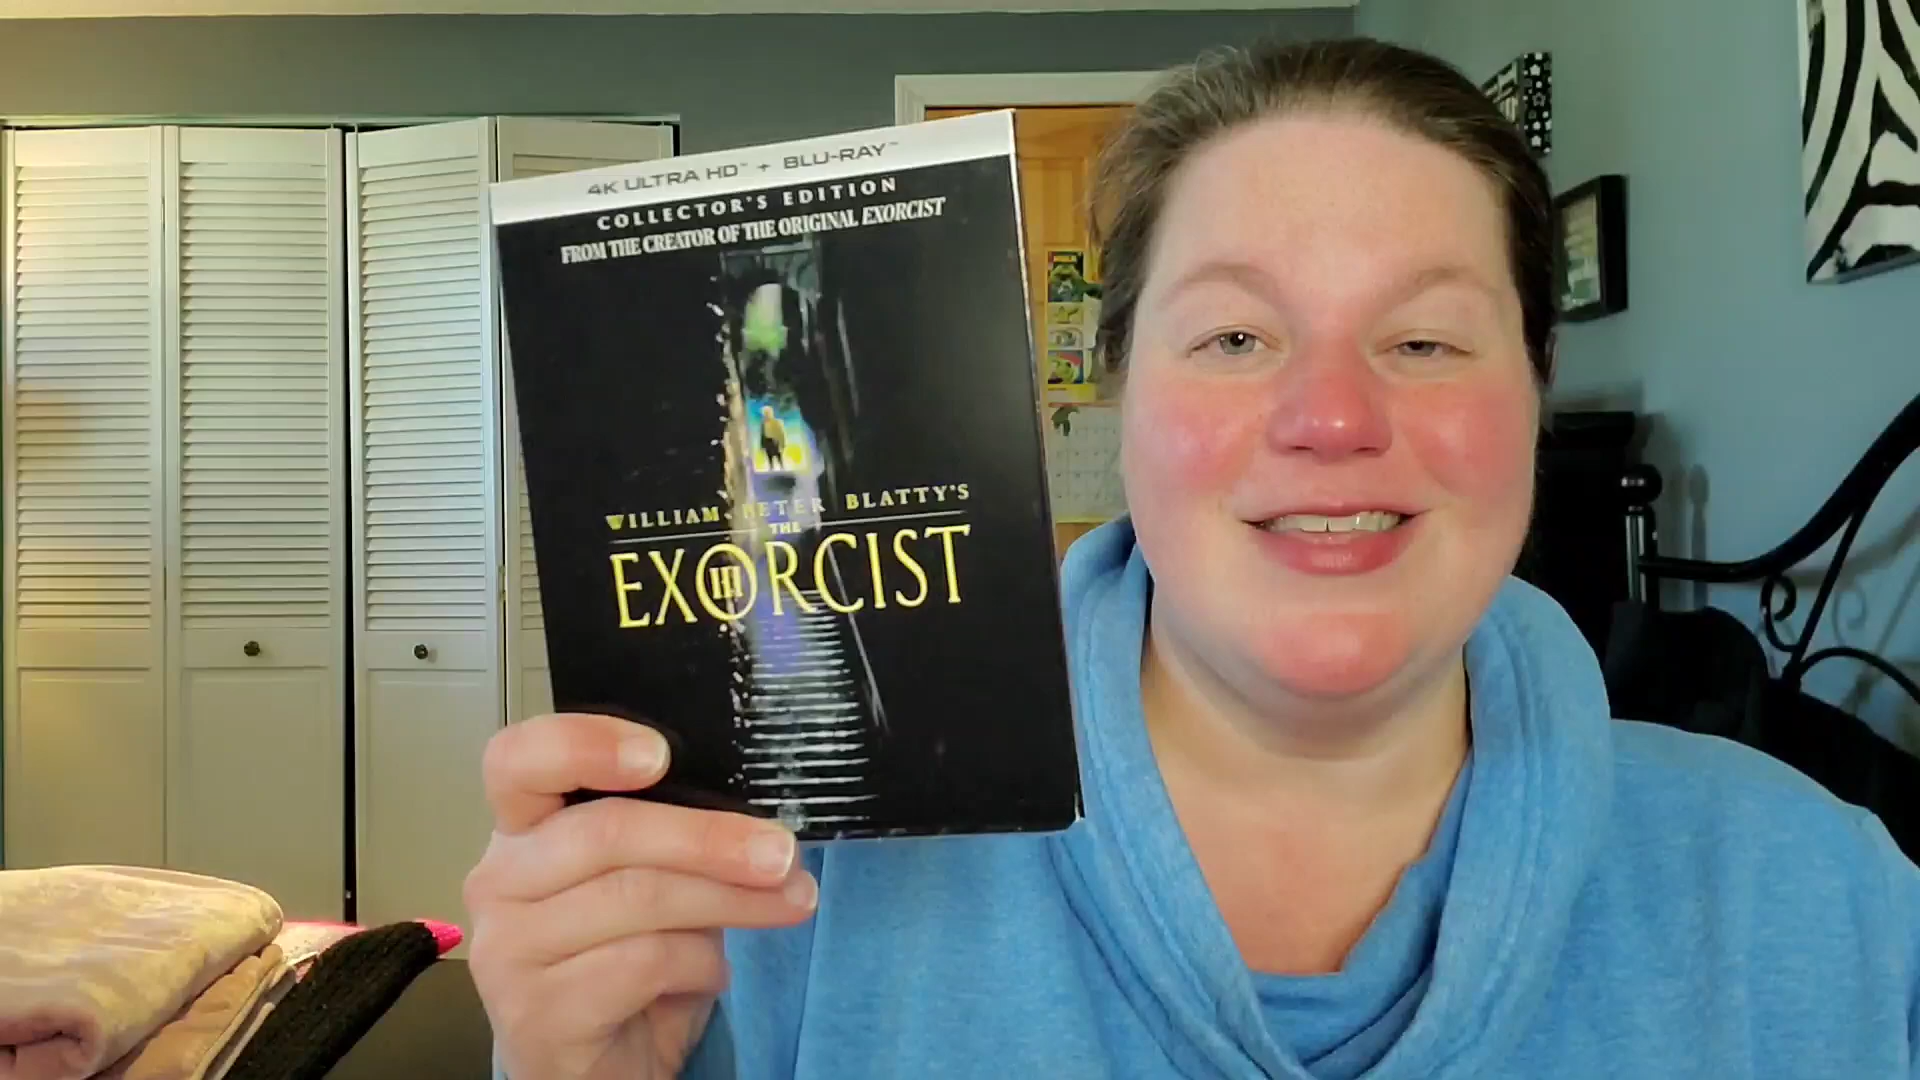 4K ULTRA HD™ + BLU-RAY™
COLLECTOR'S EDITION
FROM THE CREATOR OF THE ORIGINAL EXORCIST
WILLIAM PETER BLATTY'S
THE
EXORCIST
III